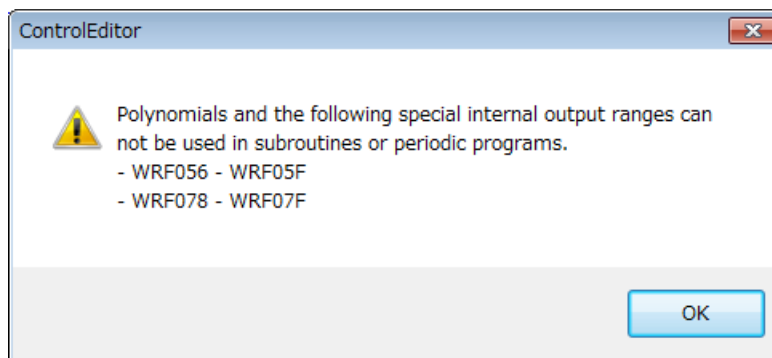 ControlEditor
Polynomials and the following special internal output ranges can
not be used in subroutines or periodic programs.
- WRF056 - WRF05F
- WRF078 - WRF07F
OK